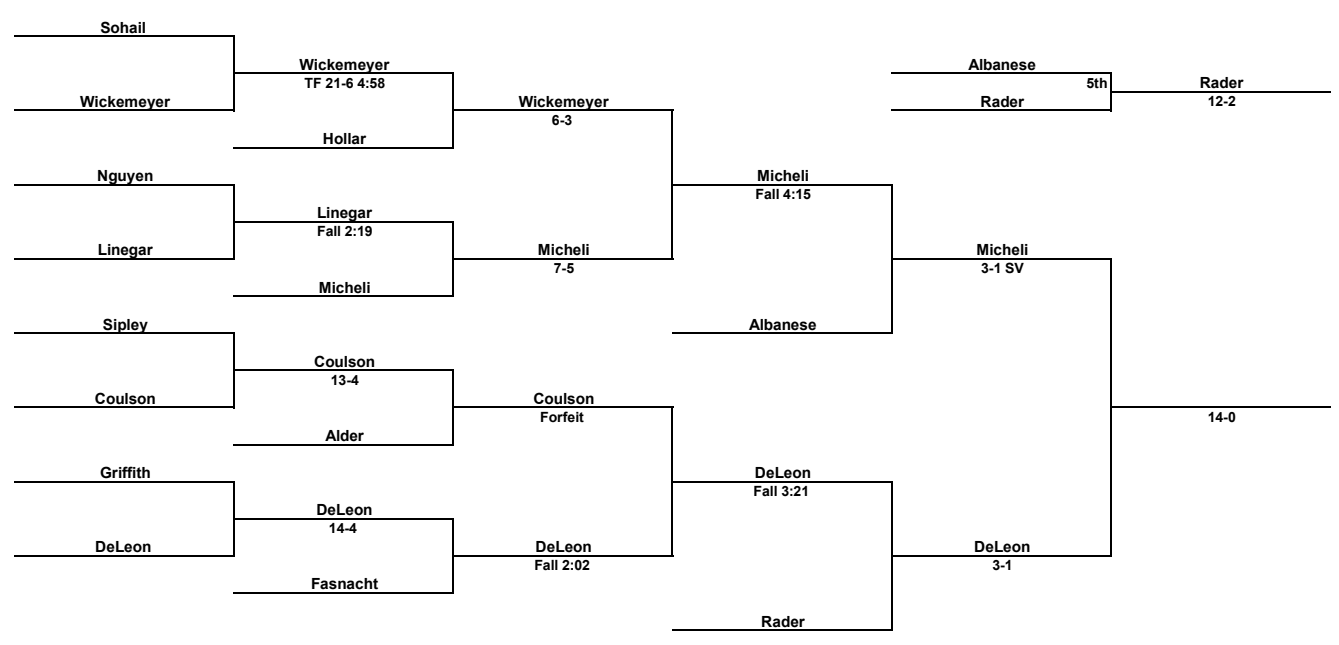 Sohail
Wickemeyer
TF 21-6 4:58
Wickemeyer
Wickemeyer
6-3
Hollar
Nguyen
Linegar
Fall 2:19
Linegar
Micheli
7-5
Micheli
Micheli
Fall 4:15
Albanese
Micheli
3-1 SV
Sipley
Coulson
13-4
Coulson
Coulson
Forfeit
Alder
Griffith
DeLeon
14-4
DeLeon
DeLeon
Fall 2:02
Fasnacht
DeLeon
Fall 3:21
Rader
DeLeon
3-1
14-0
Albanese
5th
Rader
Rader
12-2